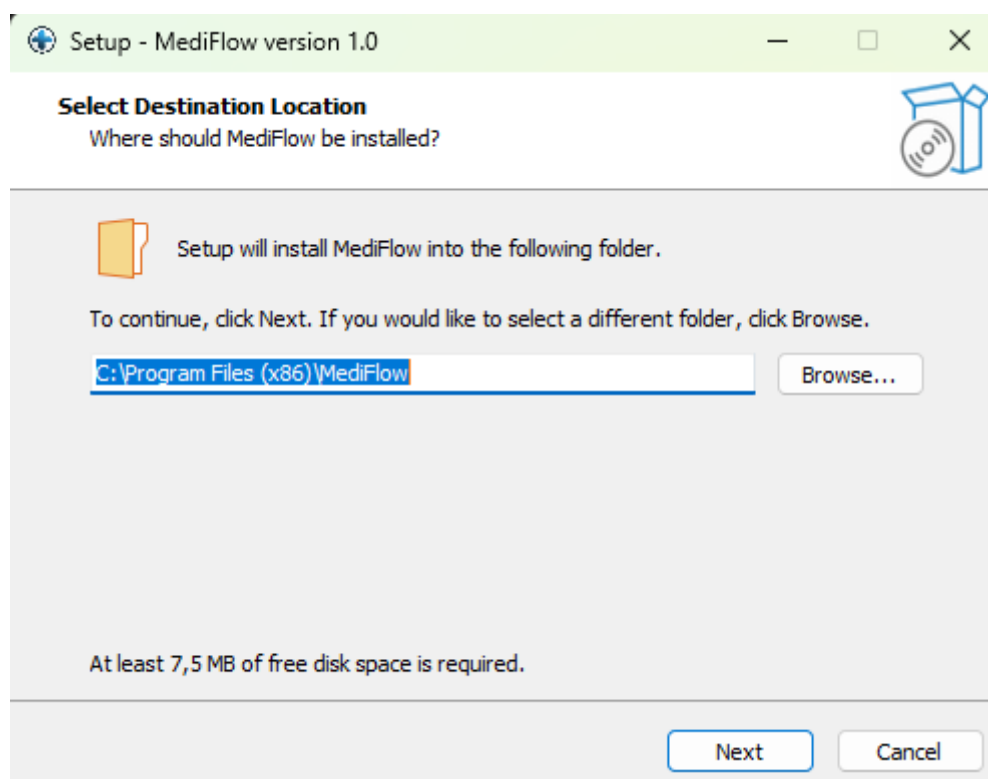 Setup - MediFlow version 1.0
Select Destination Location
Where should MediFlow be installed?
Setup will install MediFlow into the following folder.
To continue, click Next. If you would like to select a different folder, click Browse.
C:\Program Files (x86)\MediFlow
Browse...
At least 7,5 MB of free disk space is required.
Next
Cancel